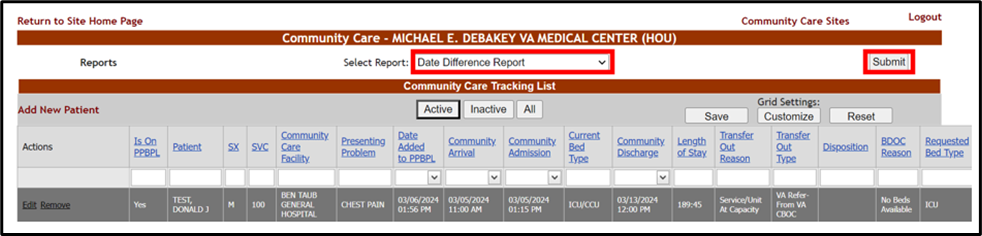 Return to Site Home Page Community Care Sites Logout
Community Care - MICHAEL E. DEBAKEY VA MEDICAL CENTER (HOU)
Reports Select Report: Date Difference Report Submit
Community Care Tracking List
Add New Patient Active Inactive All Grid Settings:
Save Customize Reset
Actions Is On PPBPL Patient SX SVC Community Care Facility Presenting Problem Date Added to PPBPL Community Arrival Community Admission Current Bed Type Community Discharge Length of Stay Transfer Out Reason Transfer Out Type Disposition BDOC Reason Requested Bed Type
Edit Remove Yes TEST, DONALD J M 100 BEN TAUB GENERAL HOSPITAL CHEST PAIN 03/06/2024 01:56 PM 03/05/2024 11:00 AM 03/05/2024 01:15 PM ICU/CCU 03/13/2024 12:00 PM 189:45 Service/Unit At Capacity VA Refer- From VA CBOC No Beds Available ICU